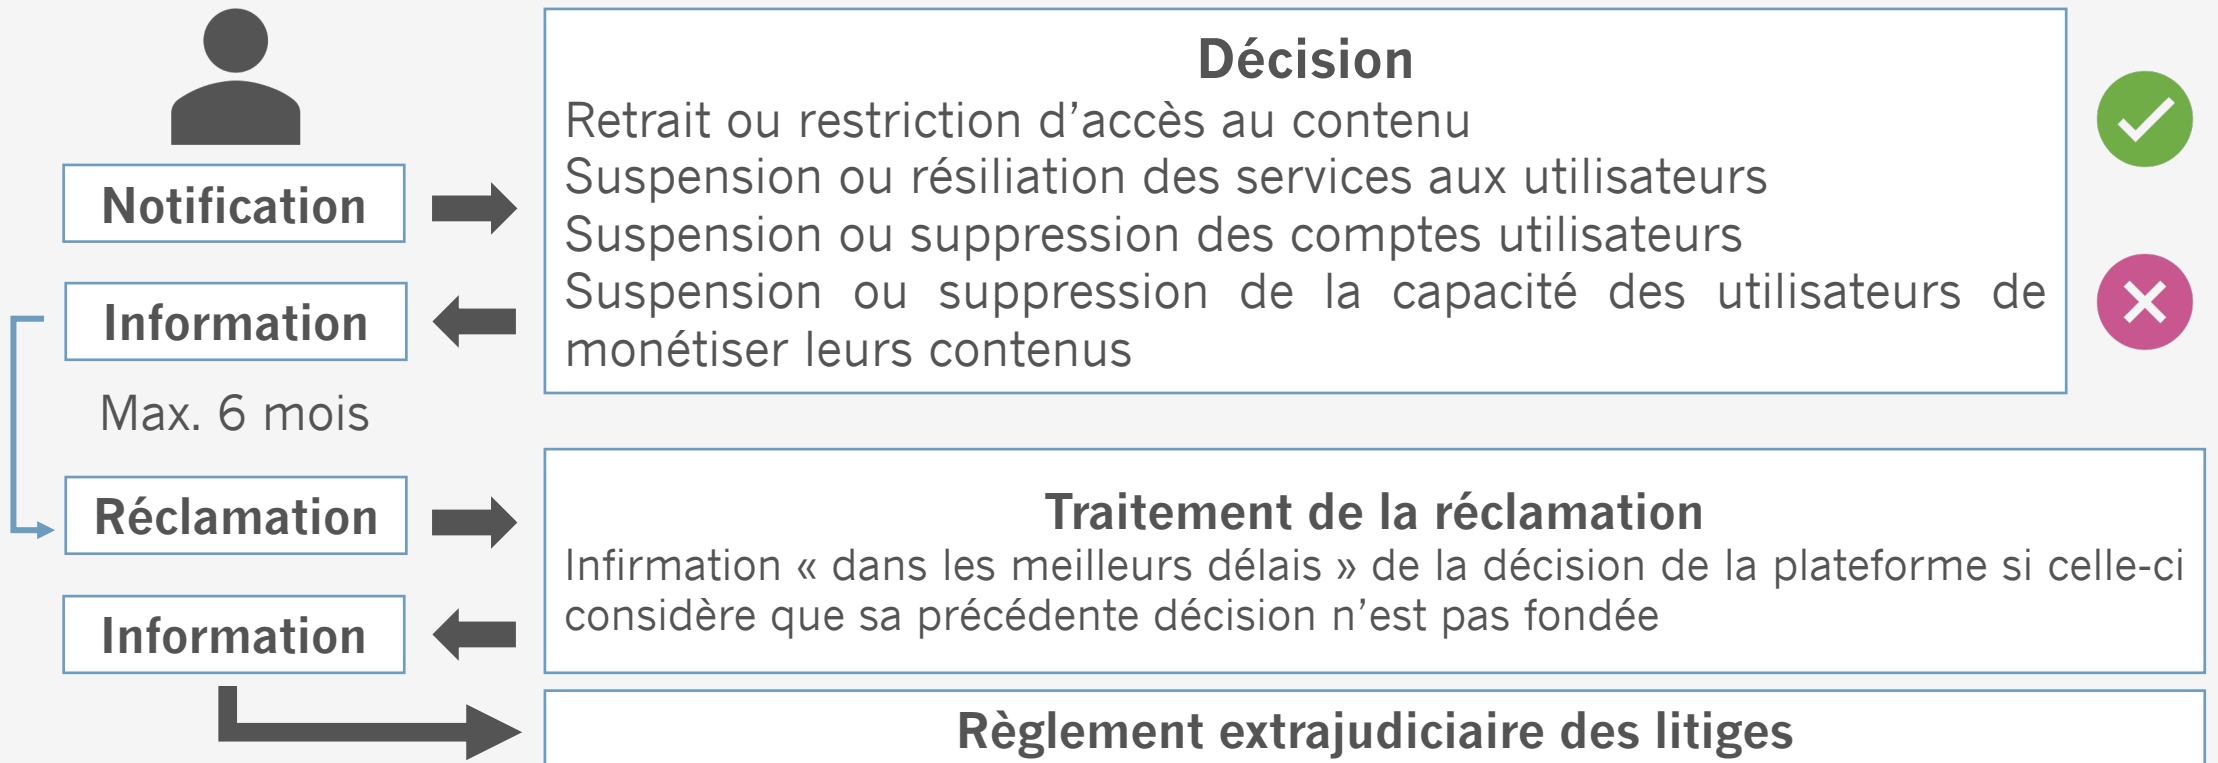 Notification
Décision
Retrait ou restriction d’accès au contenu
Suspension ou résiliation des services aux utilisateurs
Suspension ou suppression des comptes utilisateurs
Suspension ou suppression de la capacité des utilisateurs de
monétiser leurs contenus
Information
Max. 6 mois
Réclamation
Traitement de la réclamation
Infirmation « dans les meilleurs délais » de la décision de la plateforme si celle-ci
considère que sa précédente décision n’est pas fondée
Information
Règlement extrajudiciaire des litiges